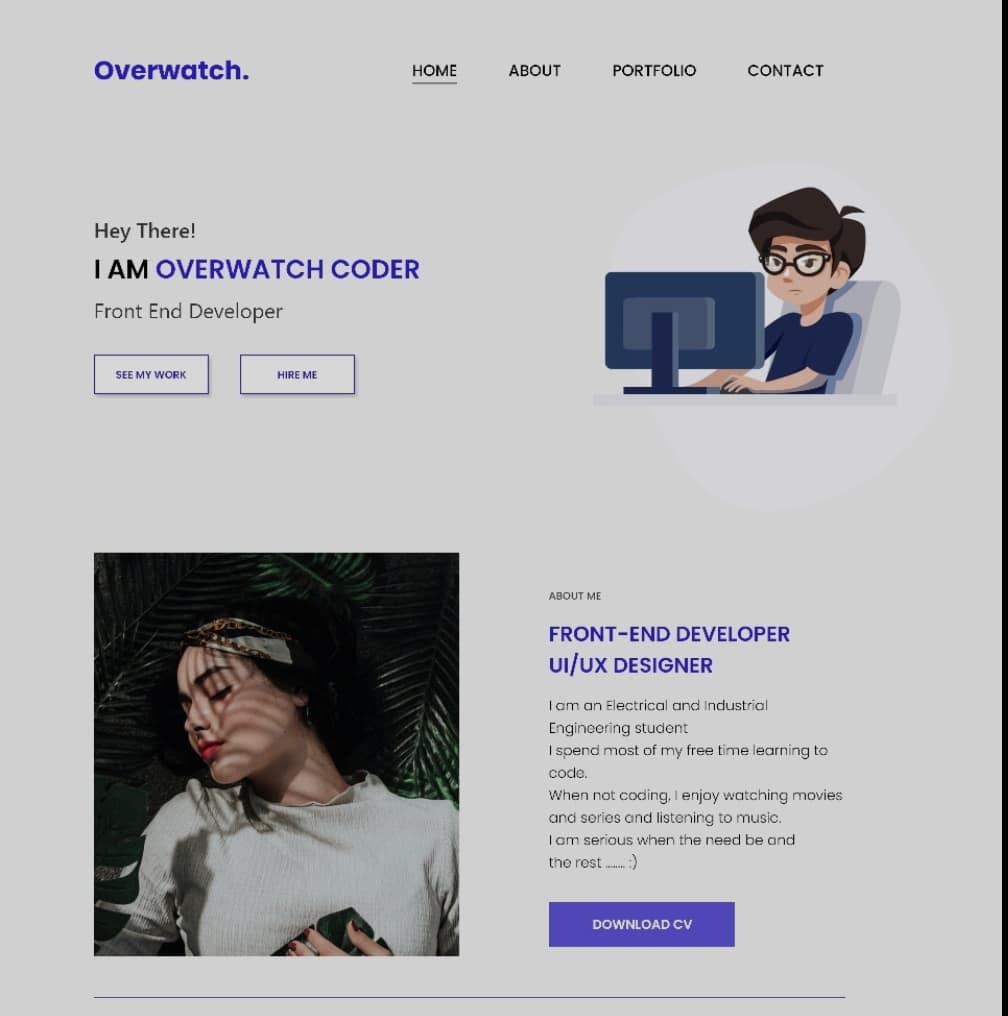 Overwatch.
HOME ABOUT PORTFOLIO CONTACT
Hey There!
I AM OVERWATCH CODER
Front End Developer
SEE MY WORK HIRE ME
ABOUT ME
FRONT-END DEVELOPER
UI/UX DESIGNER
I am an Electrical and Industrial
Engineering student
I spend most of my free time learning to
code.
When not coding, I enjoy watching movies
and series and listening to music.
I am serious when the need be and
the rest ........ :)
DOWNLOAD CV